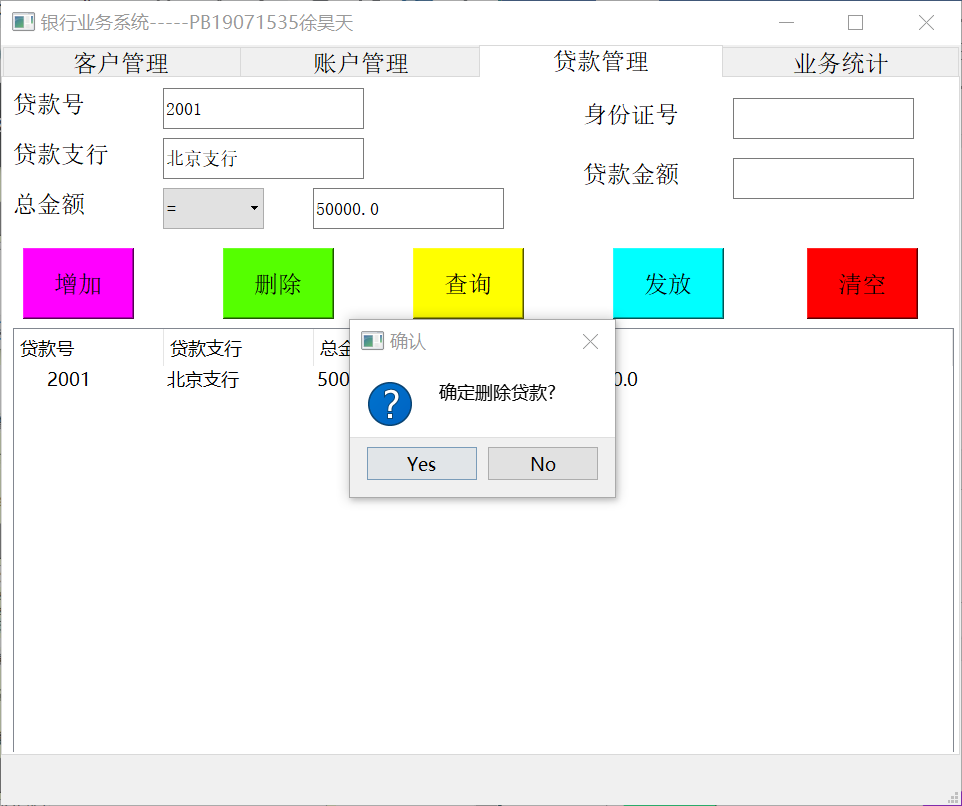 银行业务系统-----PB19071535徐昊天
客户管理 账户管理 贷款管理 业务统计
贷款号 2001 身份证号
贷款支行 北京支行
贷款金额
总金额 = 50000.0
增加 删除 查询 发放 清空
确认
贷款号 贷款支行 总金
2001 北京支行 500 0.0
确定删除贷款?
Yes No